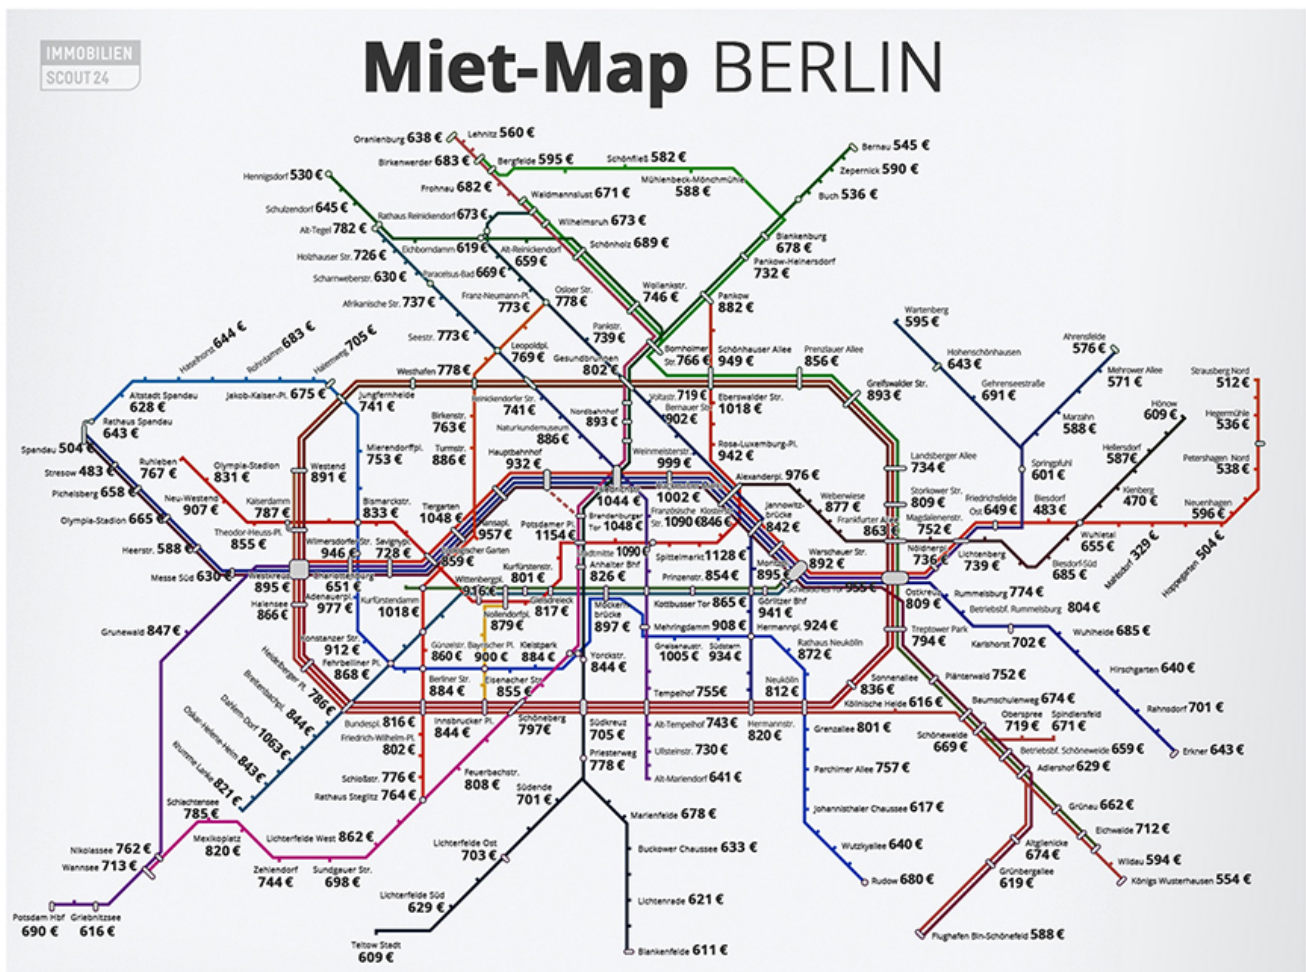 IMMOBILIEN
SCOUT24
Miet-Map BERLIN
Oranienburg 638 €
Lehnitz 560 €
Birkenwerder 683 €
Bergfelde 595 €
Schönfließ 582 €
Mühlenbeck-Mönchmühle
588 €
Bernau 545 €
Zepernick 590 €
Buch 536 €
Hennigsdorf 530 €
Frohnau 682 €
Waldmannslust 671 €
Schulzendorf 645 €
Rathaus Reinickendorf 673 €
Wilhelmsruh 673 €
Alt-Tegel 782 €
Eichborndamm 619 €
Alt-Reinickendorf
659 €
Schönholz 689 €
Blankenburg
678 €
Pankow-Heinersdorf
732 €
Holzhauser Str. 726 €
Scharnweberstr. 630 €
Paracelsus-Bad 669 €
Afrikanische Str. 737 €
Franz-Neumann-Pl.
773 €
Osloer Str.
778 €
Wollankstr.
746 €
Pankow
882 €
Seestr. 773 €
Leopoldpl.
769 €
Pankstr.
739 €
Gesundbrunnen
802 €
Bornholmer
Str. 766 €
Schönhauser Allee
949 €
Prenzlauer Allee
856 €
Greifswalder Str.
893 €
Wartenberg
595 €
Hohenschönhausen
643 €
Gehrenseestraße
691 €
Ahrensfelde
576 €
Mehrower Allee
571 €
Marzahn
588 €
Strausberg Nord
512 €
Hegermühle
536 €
Petershagen Nord
538 €
Neuenhagen
596 €
Hönow
609 €
Hellersdorf
587€
Kienberg
470 €
Haselhorst 644 €
Rohrdamm 683 €
Halemweg 705 €
Altstadt Spandau
628 €
Jakob-Kaiser-Pl. 675 €
Rathaus Spandau
643 €
Spandau 504 €
Stresow 483 €
Pichelsberg 658 €
Olympia-Stadion 665 €
Heerstr. 588 €
Messe Süd 630 €
Ruhleben
767 €
Olympia-Stadion
831 €
Neu-Westend
907 €
Kaiserdamm
787 €
Theodor-Heuss-Pl.
855 €
Westend
891 €
Westhafen 778 €
Jungfernheide
741 €
Mierendorffpl.
753 €
Bismarckstr.
833 €
Wilmersdorfer Str.
946 €
Savignypl.
728 €
Birkenstr.
763 €
Turmstr.
886 €
Reinickendorfer Str.
741 €
Naturkundemuseum
886 €
Nordbahnhof
893 €
Hauptbahnhof
932 €
Tiergarten
1048 €
957 €
859 €
Voltastr. 719 €
Bernauer Str.
902 €
Eberswalder Str.
1018 €
Rosa-Luxemburg-Pl.
942 €
Weinmeisterstr.
999 €
1002 €
1044 €
Alexanderpl. 976 €
Brandenburger
Tor 1048 €
Französische
Str. 1090 €
846 €
Potsdamer Pl.
1154 €
1090 €
Spittelmarkt 1128 €
Jannowitz-
brücke
842 €
Weberwiese
877 €
Frankfurter Allee
863 €
Landsberger Allee
734 €
Storkower Str.
809 €
Magdalenenstr.
752 €
Friedrichsfelde
Ost 649 €
Springpfuhl
601 €
Biesdorf
483 €
Nöldnerpl.
736 €
Lichtenberg
739 €
Wuhletal
655 €
Biesdorf-Süd
685 €
Mahlsdorf 329 €
Hoppegarten 504 €
Westkreuz
895 €
Halensee
866 €
Charlottenburg
651 €
Adenauerpl.
977 €
Kurfürstendamm
1018 €
Wittenbergpl.
916 €
Kurfürstenstr.
801 €
Nollendorfpl.
879 €
Gleisdreieck
817 €
Anhalter Bhf
826 €
Möckern-
brücke
897 €
Prinzenstr. 854 €
Kottbusser Tor 865 €
895 €
Warschauer Str.
892 €
Görlitzer Bhf
941 €
Ostkreuz
809 €
Rummelsburg 774 €
Betriebsbf. Rummelsburg 804 €
Karlshorst 702 €
Wuhlheide 685 €
Hirschgarten 640 €
Rahnsdorf 701 €
Erkner 643 €
Treptower Park
794 €
Mehringdamm 908 €
Hermannpl. 924 €
Gneisenaustr.
1005 €
Südstern
934 €
Rathaus Neukölln
872 €
Konstanzer Str.
912 €
Fehrbelliner Pl.
868 €
Güntzelstr.
860 €
Bayrischer Pl.
900 €
Kleistpark
884 €
Yorckstr.
844 €
Berliner Str.
884 €
Eisenacher Str.
855 €
Tempelhof 755€
Neukölln
812 €
Sonnenallee
836 €
Köllnische Heide 616 €
Plänterwald 752 €
Baumschulenweg 674 €
Oberspree
719 €
Spindlersfeld
671 €
Grunewald 847 €
Heidelberger Pl. 786 €
Breitenbachpl. 844 €
Dahlem-Dorf 1063 €
Oskar-Helene-Heim 843 €
Krumme Lanke 821 €
Bundespl. 816 €
Friedrich-Wilhelm-Pl.
802 €
Innsbrucker Pl.
844 €
Schöneberg
797€
Südkreuz
705 €
Priesterweg
778 €
Alt-Tempelhof 743 €
Ullsteinstr. 730 €
Alt-Mariendorf 641 €
Hermannstr.
820 €
Grenzallee 801 €
Parchimer Allee 757 €
Johannisthaler Chaussee 617 €
Wutzkyallee 640 €
Rudow 680 €
Schöneweide
669 €
Betriebsbf. Schöneweide 659 €
Adlershof 629 €
Grünau 662 €
Eichwalde 712 €
Wildau 594 €
Königs Wusterhausen 554 €
Altglienicke
674 €
Grünbergallee
619 €
Flughafen Bln-Schönefeld 588 €
Schloßstr. 776 €
Rathaus Steglitz 764 €
Feuerbachstr.
808 €
Südende
701 €
Marienfelde 678 €
Buckower Chaussee 633 €
Lichtenrade 621 €
Blankenfelde 611 €
Schlachtensee
785 €
Mexikoplatz
820 €
Zehlendorf
744 €
Sundgauer Str.
698 €
Lichterfelde West 862 €
Lichterfelde Ost
703 €
Lichterfelde Süd
629 €
Teltow Stadt
609 €
Nikolassee 762 €
Wannsee 713 €
Potsdam Hbf
690 €
Griebnitzsee
616 €